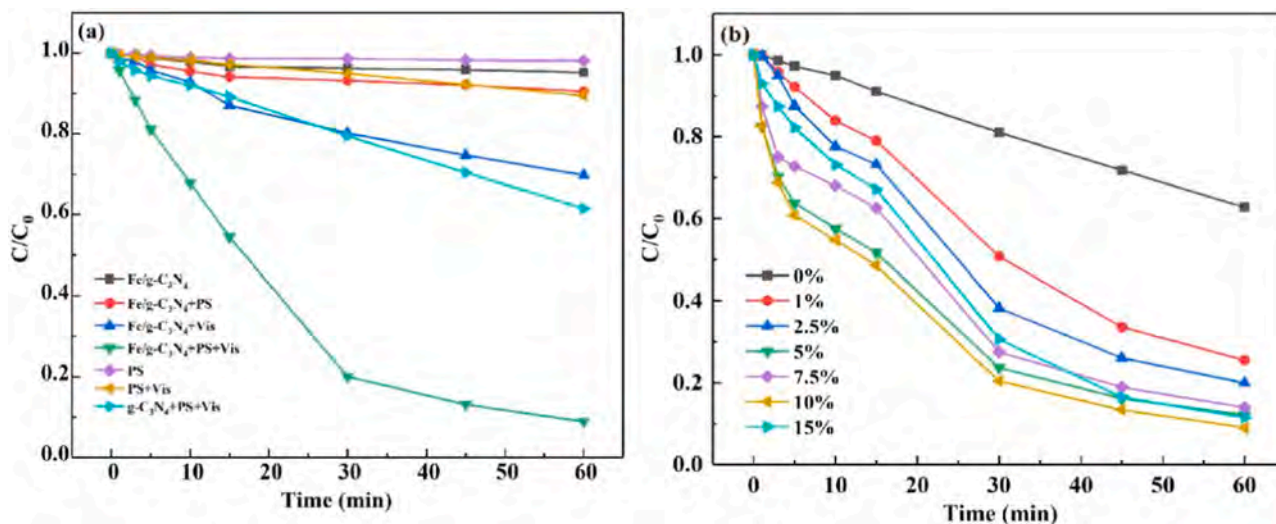 (a)
C/C₀
1.0
0.8
0.6
0.4
0.2
0.0
Fe/g-C₃N₄
Fe/g-C₃N₄+PS
Fe/g-C₃N₄+Vis
Fe/g-C₃N₄+PS+Vis
PS
PS+Vis
g-C₃N₄+PS+Vis
0 10 20 30 40 50 60
Time (min)
(b)
C/C₀
1.0
0.8
0.6
0.4
0.2
0.0
0%
1%
2.5%
5%
7.5%
10%
15%
0 10 20 30 40 50 60
Time (min)